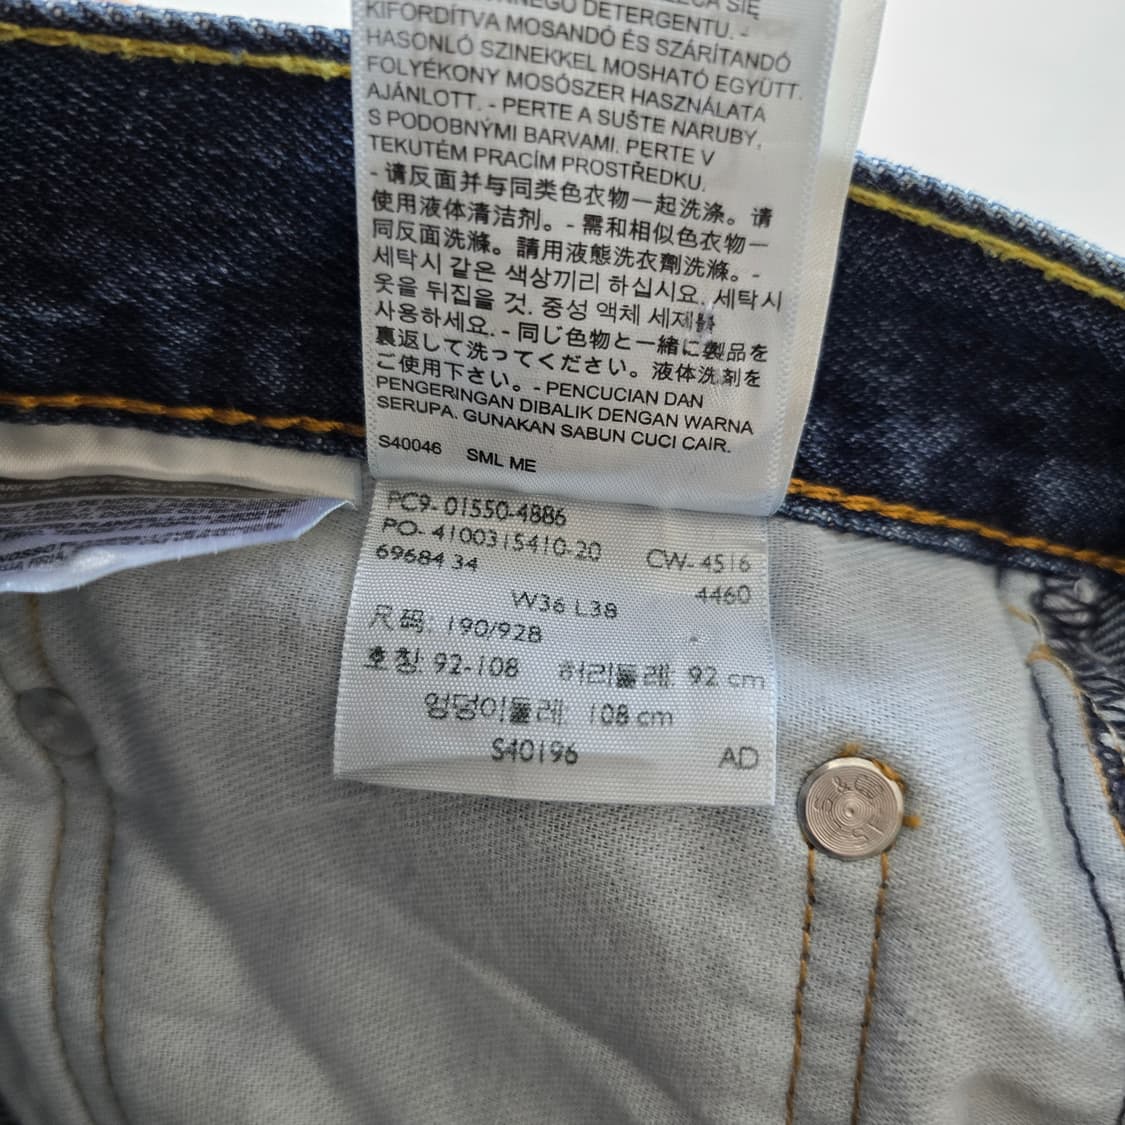 DETERGENTU. -
KIFORDÍTVA MOSANDÓ ÉS SZÁRÍTANDÓ
HASONLÓ SZINEKKEL MOSHATÓ EGYÜTT.
FOLYÉKONY MOSÓSZER HASZNÁLATA
AJÁNLOTT. - PERTE A SUŠTE NARUBY,
S PODOBNÝMI BARVAMI. PERTE V
TEKUTÉM PRACÍM PROSTŘEDKU.
- 请反面并与同类色衣物一起洗涤。请
使用液体清洁剂。- 需和相似色衣物一
同反面洗滌。請用液態洗衣劑洗滌。-
세탁시 같은 색상끼리 하십시요. 세탁시
옷을 뒤집을 것. 중성 액체 세제를
사용하세요. - 同じ色物と一緒に製品を
裏返して洗ってください。液体洗剤を
ご使用下さい。- PENCUCIAN DAN
PENGERINGAN DIBALIK DENGAN WARNA
SERUPA. GUNAKAN SABUN CUCI CAIR.
S40046 SML ME
PC9- 01550-4886
PO- 4100315410-20 CW- 4516
69684 34 4460
W36 L38
尺码: 190/92B
호칭 92-108 허리둘레: 92 cm
엉덩이둘레: 108 cm
S40196 AD